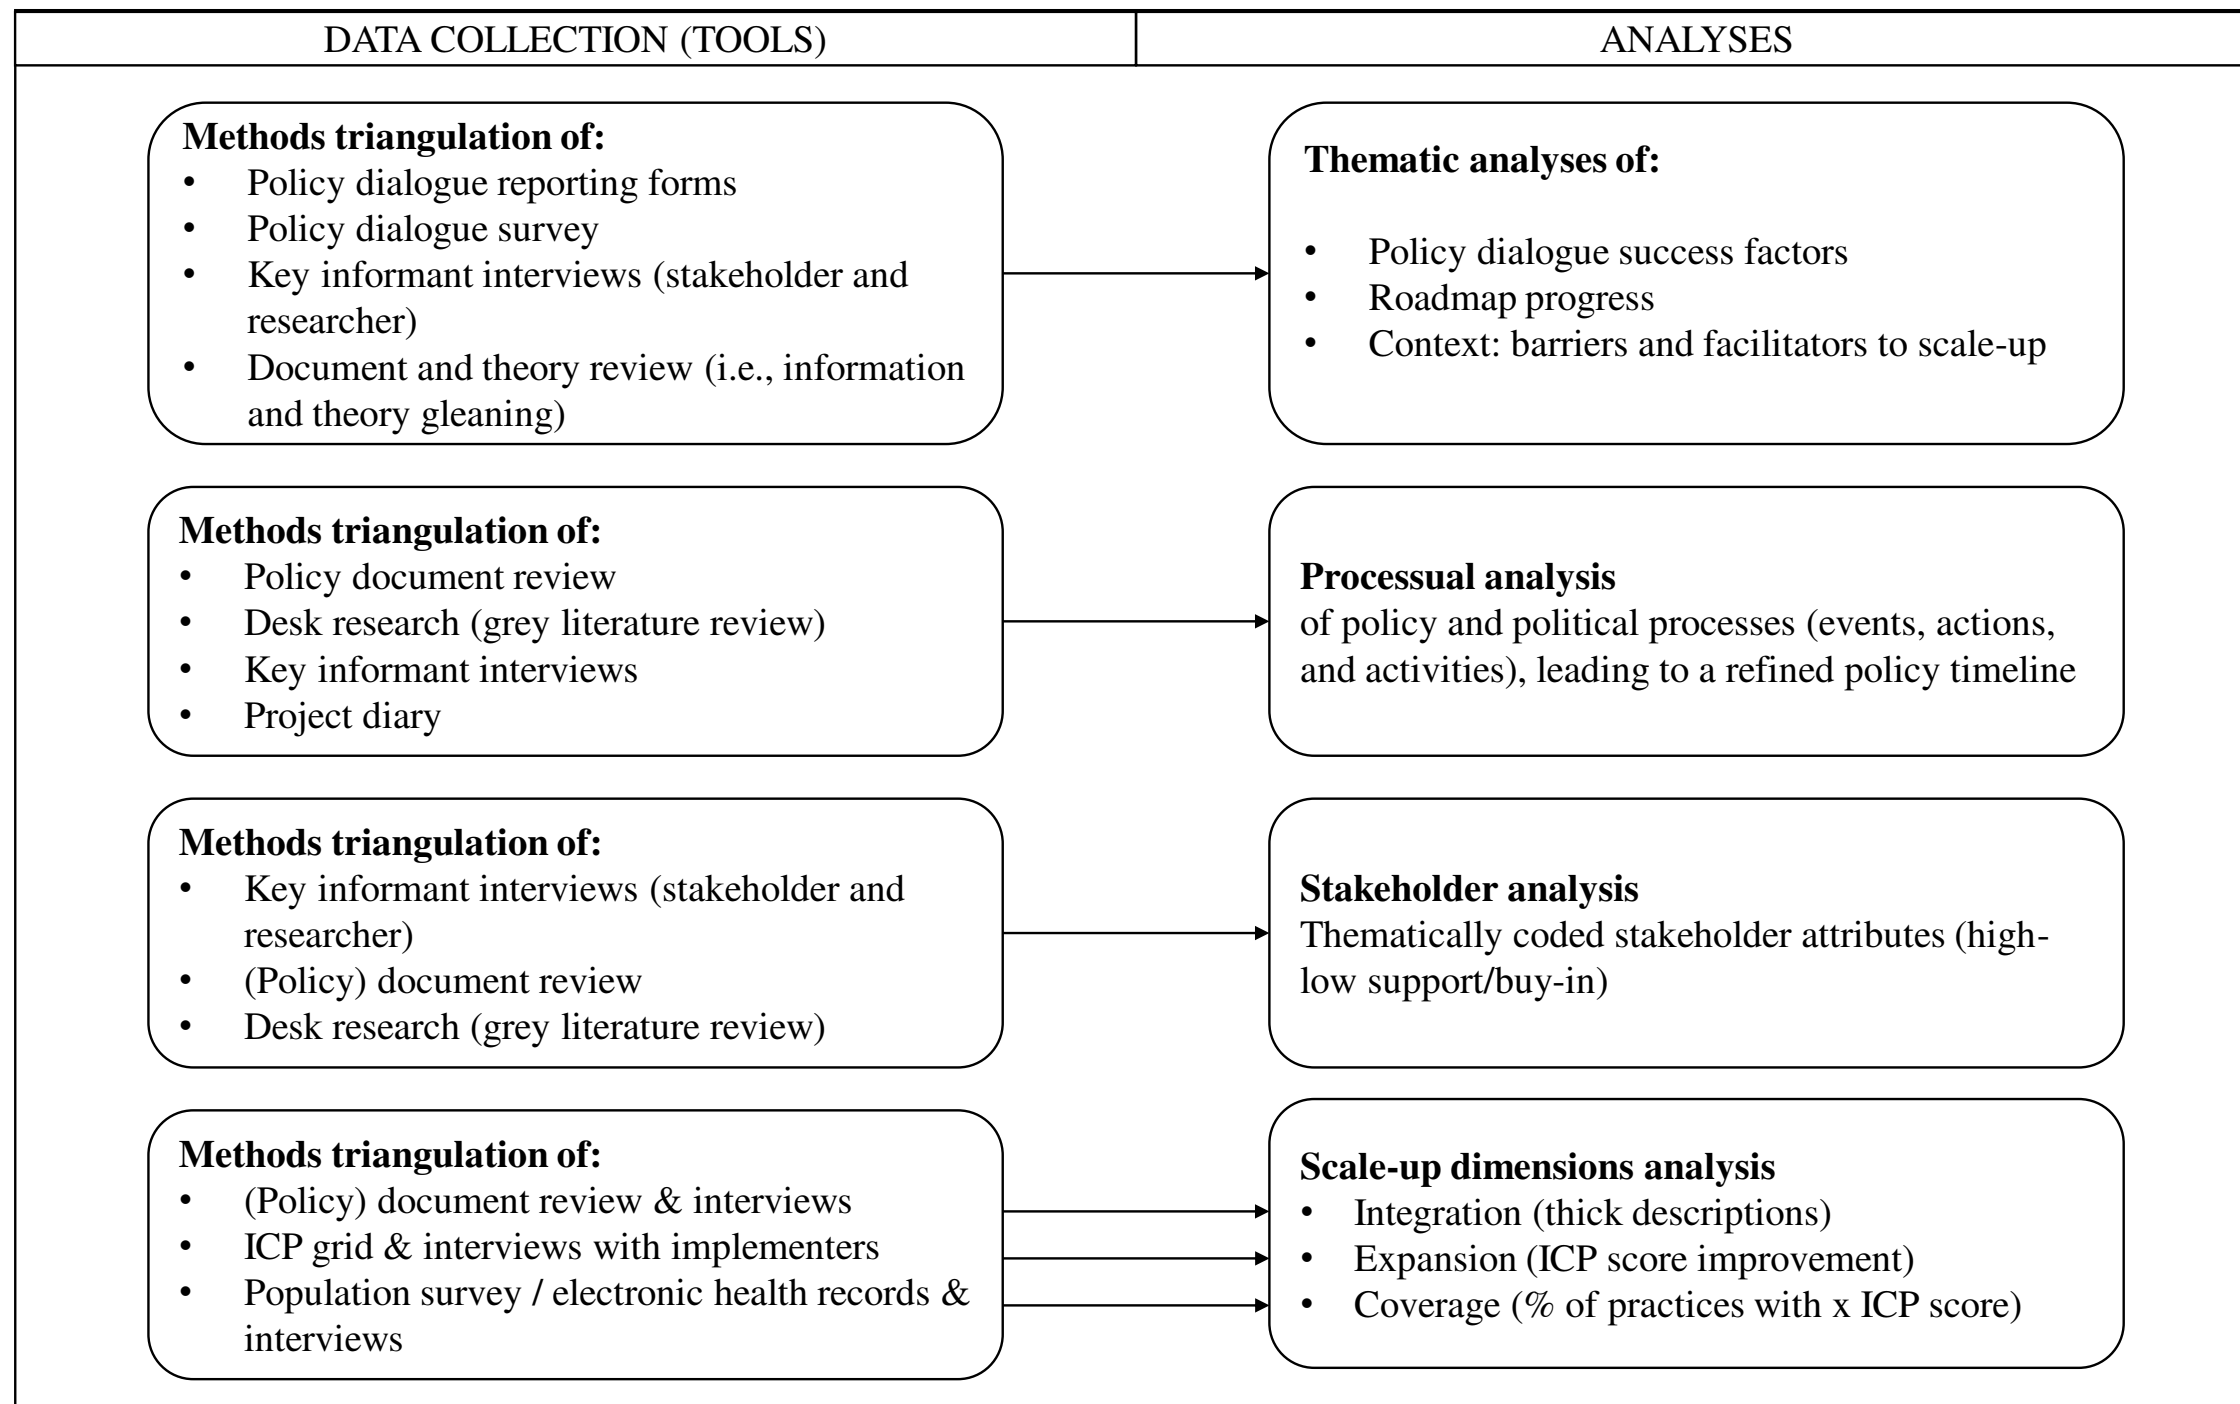 DATA COLLECTION (TOOLS)
ANALYSES
Methods triangulation of:
• Policy dialogue reporting forms
• Policy dialogue survey
• Key informant interviews (stakeholder and
researcher)
• Document and theory review (i.e., information
and theory gleaning)
Thematic analyses of:
• Policy dialogue success factors
• Roadmap progress
• Context: barriers and facilitators to scale-up
Methods triangulation of:
• Policy document review
• Desk research (grey literature review)
• Key informant interviews
• Project diary
Processual analysis
of policy and political processes (events, actions,
and activities), leading to a refined policy timeline
Methods triangulation of:
• Key informant interviews (stakeholder and
researcher)
• (Policy) document review
• Desk research (grey literature review)
Stakeholder analysis
Thematically coded stakeholder attributes (high-
low support/buy-in)
Methods triangulation of:
• (Policy) document review & interviews
• ICP grid & interviews with implementers
• Population survey / electronic health records &
interviews
Scale-up dimensions analysis
• Integration (thick descriptions)
• Expansion (ICP score improvement)
• Coverage (% of practices with x ICP score)